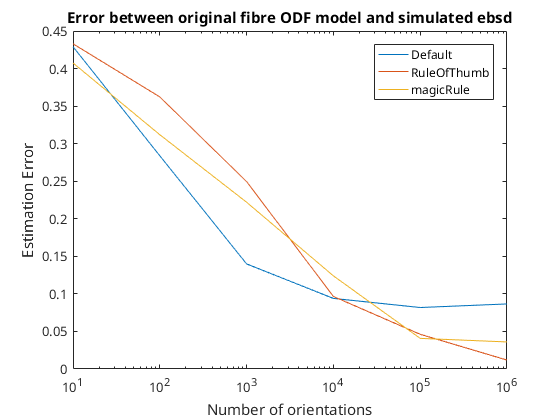 Error between original fibre ODF model and simulated ebsd
0.45
0.4
0.35
0.3
0.25
0.2
0.15
0.1
0.05
0
Estimation Error
Default
RuleOfThumb
magicRule
10^1 10^2 10^3 10^4 10^5 10^6
Number of orientations